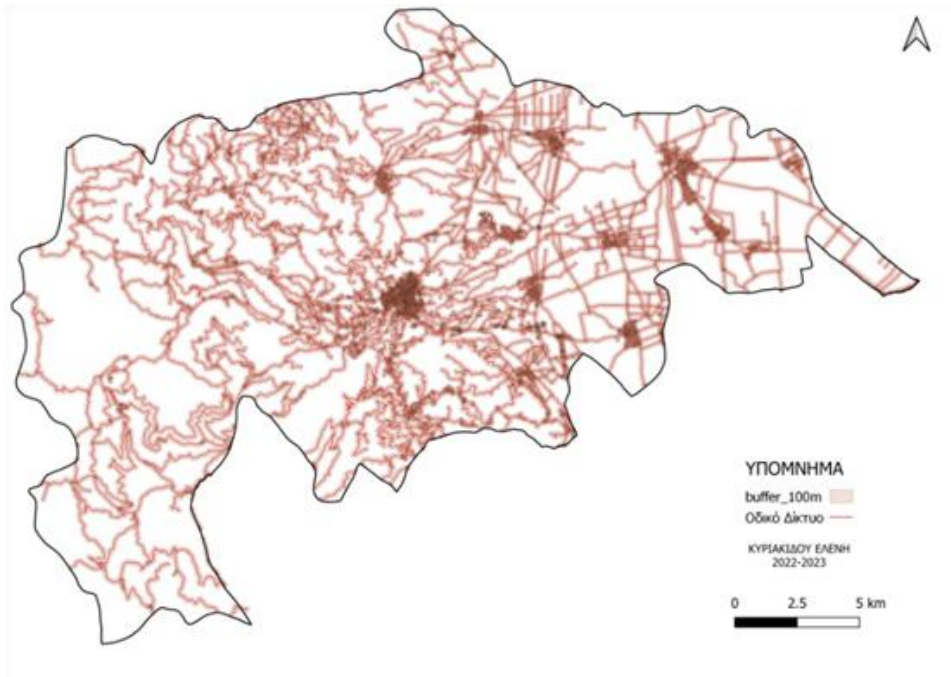 ΥΠΟΜΝΗΜΑ
buffer_100m
Οδικό Δίκτυο
ΚΥΡΙΑΚΙΔΟΥ ΕΛΕΝΗ
2022-2023
0 2.5 5 km